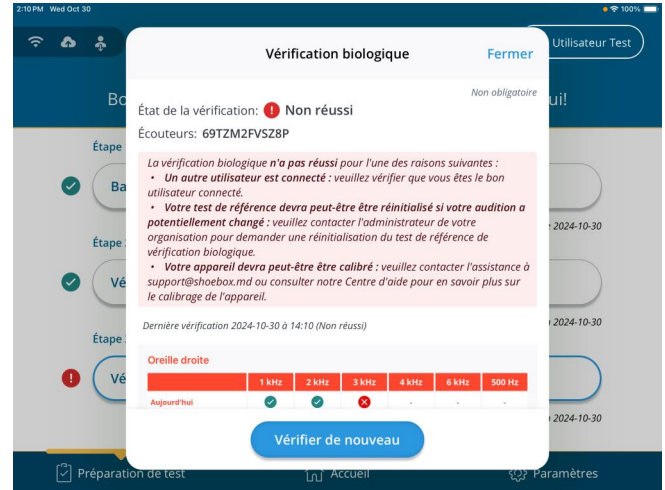 2:10 PM Wed Oct 30
100%
Utilisateur Test
Vérification biologique
Fermer
Bo
ui!
Non obligatoire
État de la vérification: Non réussi
Écouteurs: 69TZM2FVSZ8P
Étape
Ba
La vérification biologique n'a pas réussi pour l'une des raisons suivantes :
• Un autre utilisateur est connecté : veuillez vérifier que vous êtes le bon
utilisateur connecté.
• Votre test de référence devra peut-être être réinitialisé si votre audition a
potentiellement changé : veuillez contacter l'administrateur de votre
organisation pour demander une réinitialisation du test de référence de
vérification biologique.
• Votre appareil devra peut-être être calibré : veuillez contacter l'assistance à
support@shoebox.md ou consulter notre Centre d'aide pour en savoir plus sur
le calibrage de l'appareil.
2024-10-30
Étape
Vé
Dernière vérification 2024-10-30 à 14:10 (Non réussi)
2024-10-30
Étape
Vé
Oreille droite
1 kHz 2 kHz 3 kHz 4 kHz 6 kHz 500 Hz
Aujourd'hui - - -
2024-10-30
Vérifier de nouveau
Préparation de test
Accueil
Paramètres